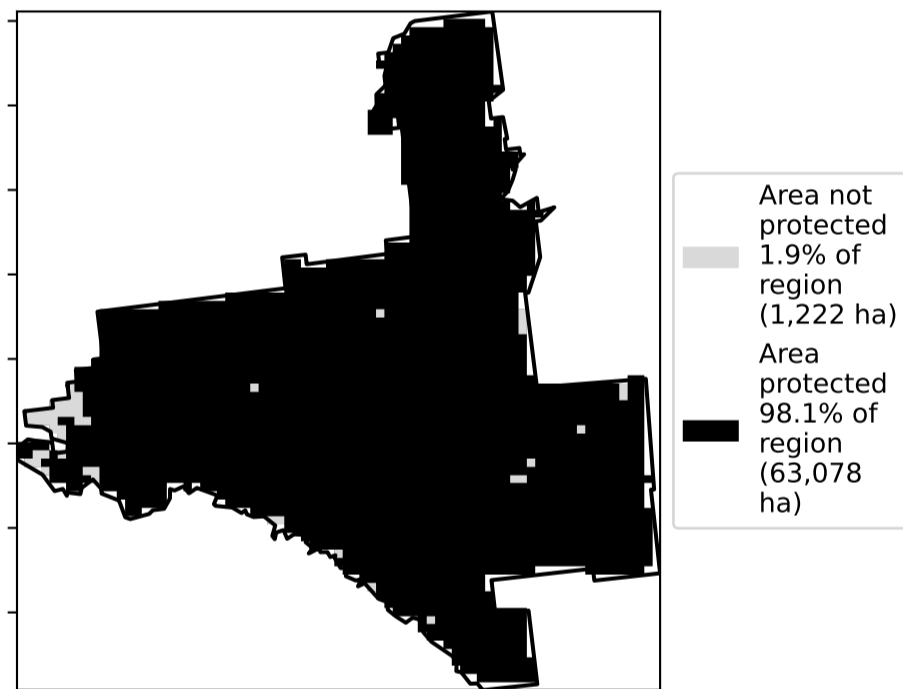 Area not
protected
1.9% of
region
(1,222 ha)
Area
protected
98.1% of
region
(63,078
ha)